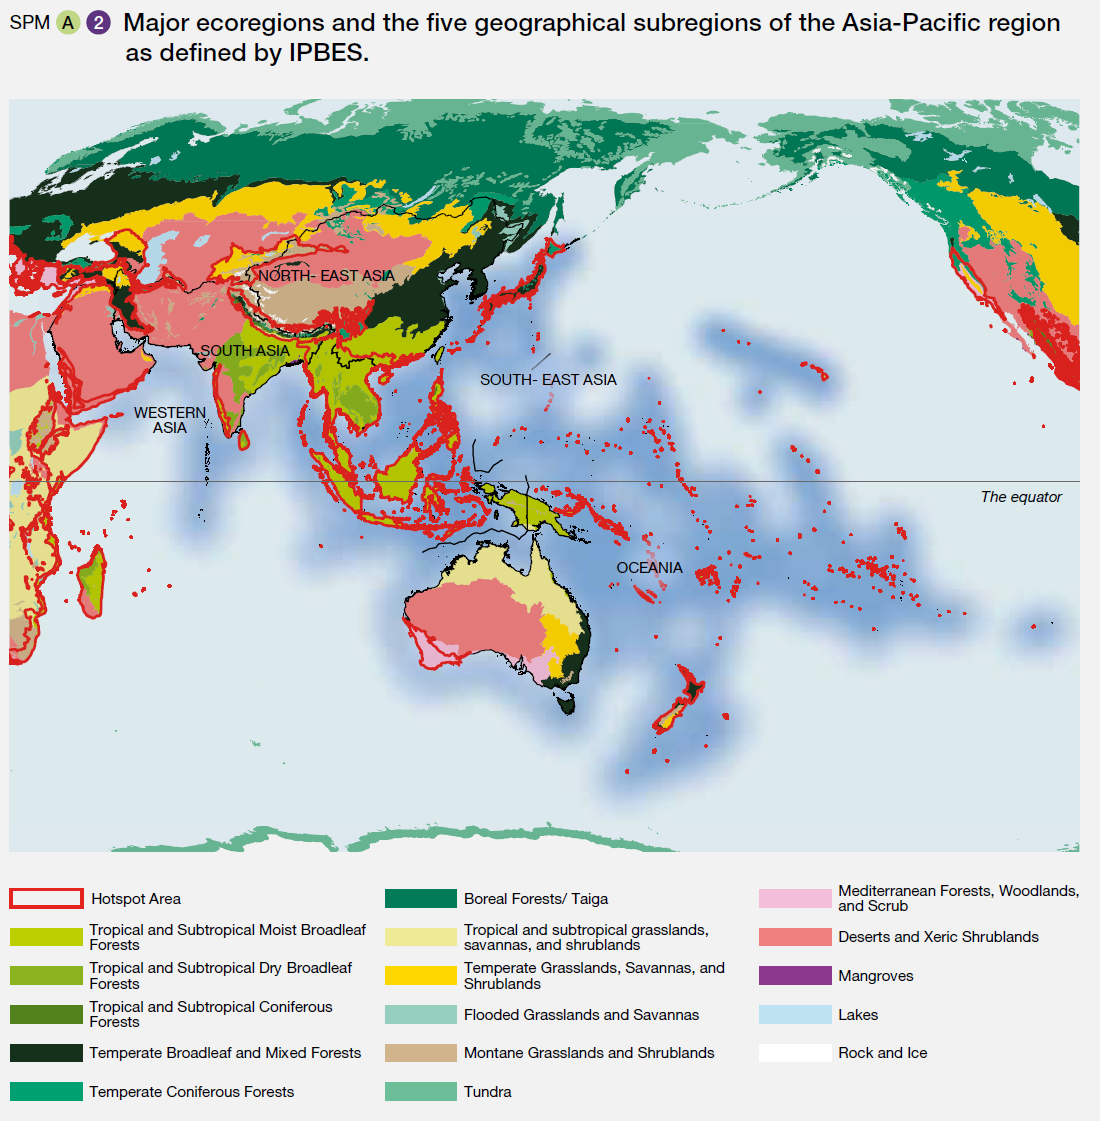 SPM A 2 Major ecoregions and the five geographical subregions of the Asia-Pacific region
as defined by IPBES.
NORTH- EAST ASIA
SOUTH ASIA
SOUTH- EAST ASIA
WESTERN
ASIA
The equator
OCEANIA
Hotspot Area
Tropical and Subtropical Moist Broadleaf
Forests
Tropical and Subtropical Dry Broadleaf
Forests
Tropical and Subtropical Coniferous
Forests
Temperate Broadleaf and Mixed Forests
Temperate Coniferous Forests
Boreal Forests/ Taiga
Tropical and subtropical grasslands,
savannas, and shrublands
Temperate Grasslands, Savannas, and
Shrublands
Flooded Grasslands and Savannas
Montane Grasslands and Shrublands
Tundra
Mediterranean Forests, Woodlands,
and Scrub
Deserts and Xeric Shrublands
Mangroves
Lakes
Rock and Ice